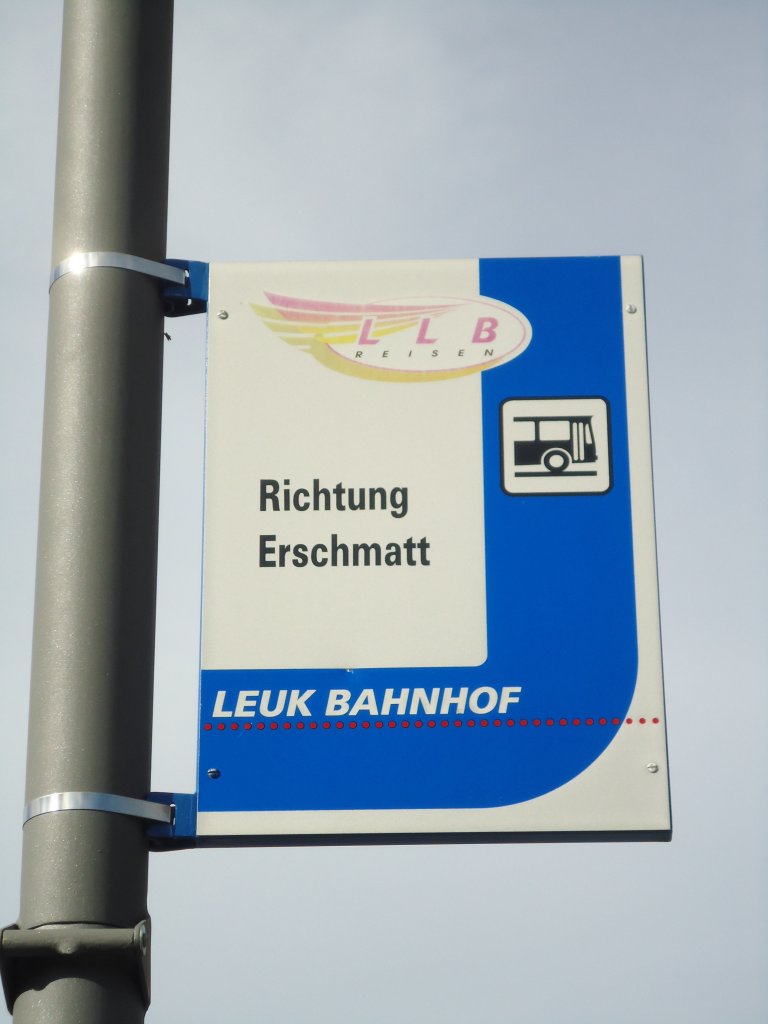 LLB
REISEN
Richtung
Erschmatt
LEUK BAHNHOF